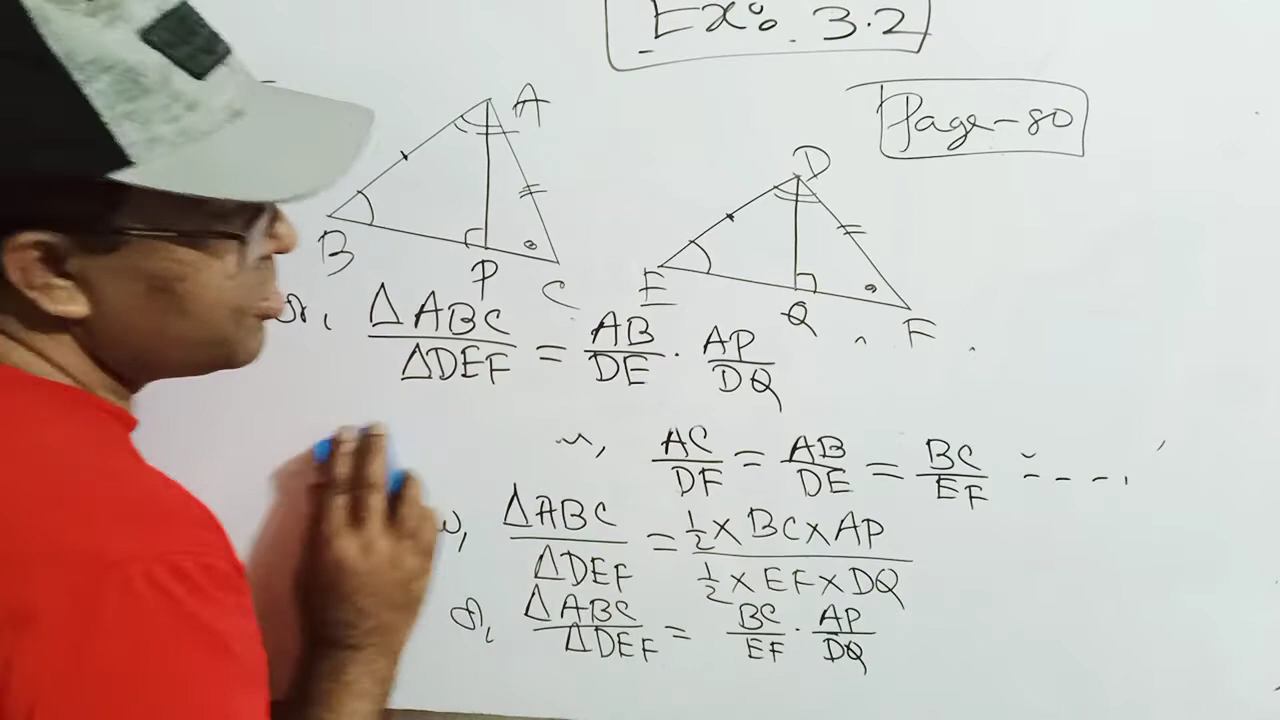 Ex: 3.2
Page-80
A
D
B
P
C
E
Q
F
or, ΔABC/ΔDEF = AB/DE · AP/DQ
AC/DF = AB/DE = BC/EF = ---.
ΔABC/ΔDEF = ½×BC×AP / ½×EF×DQ
ΔABC/ΔDEF = BC/EF · AP/DQ